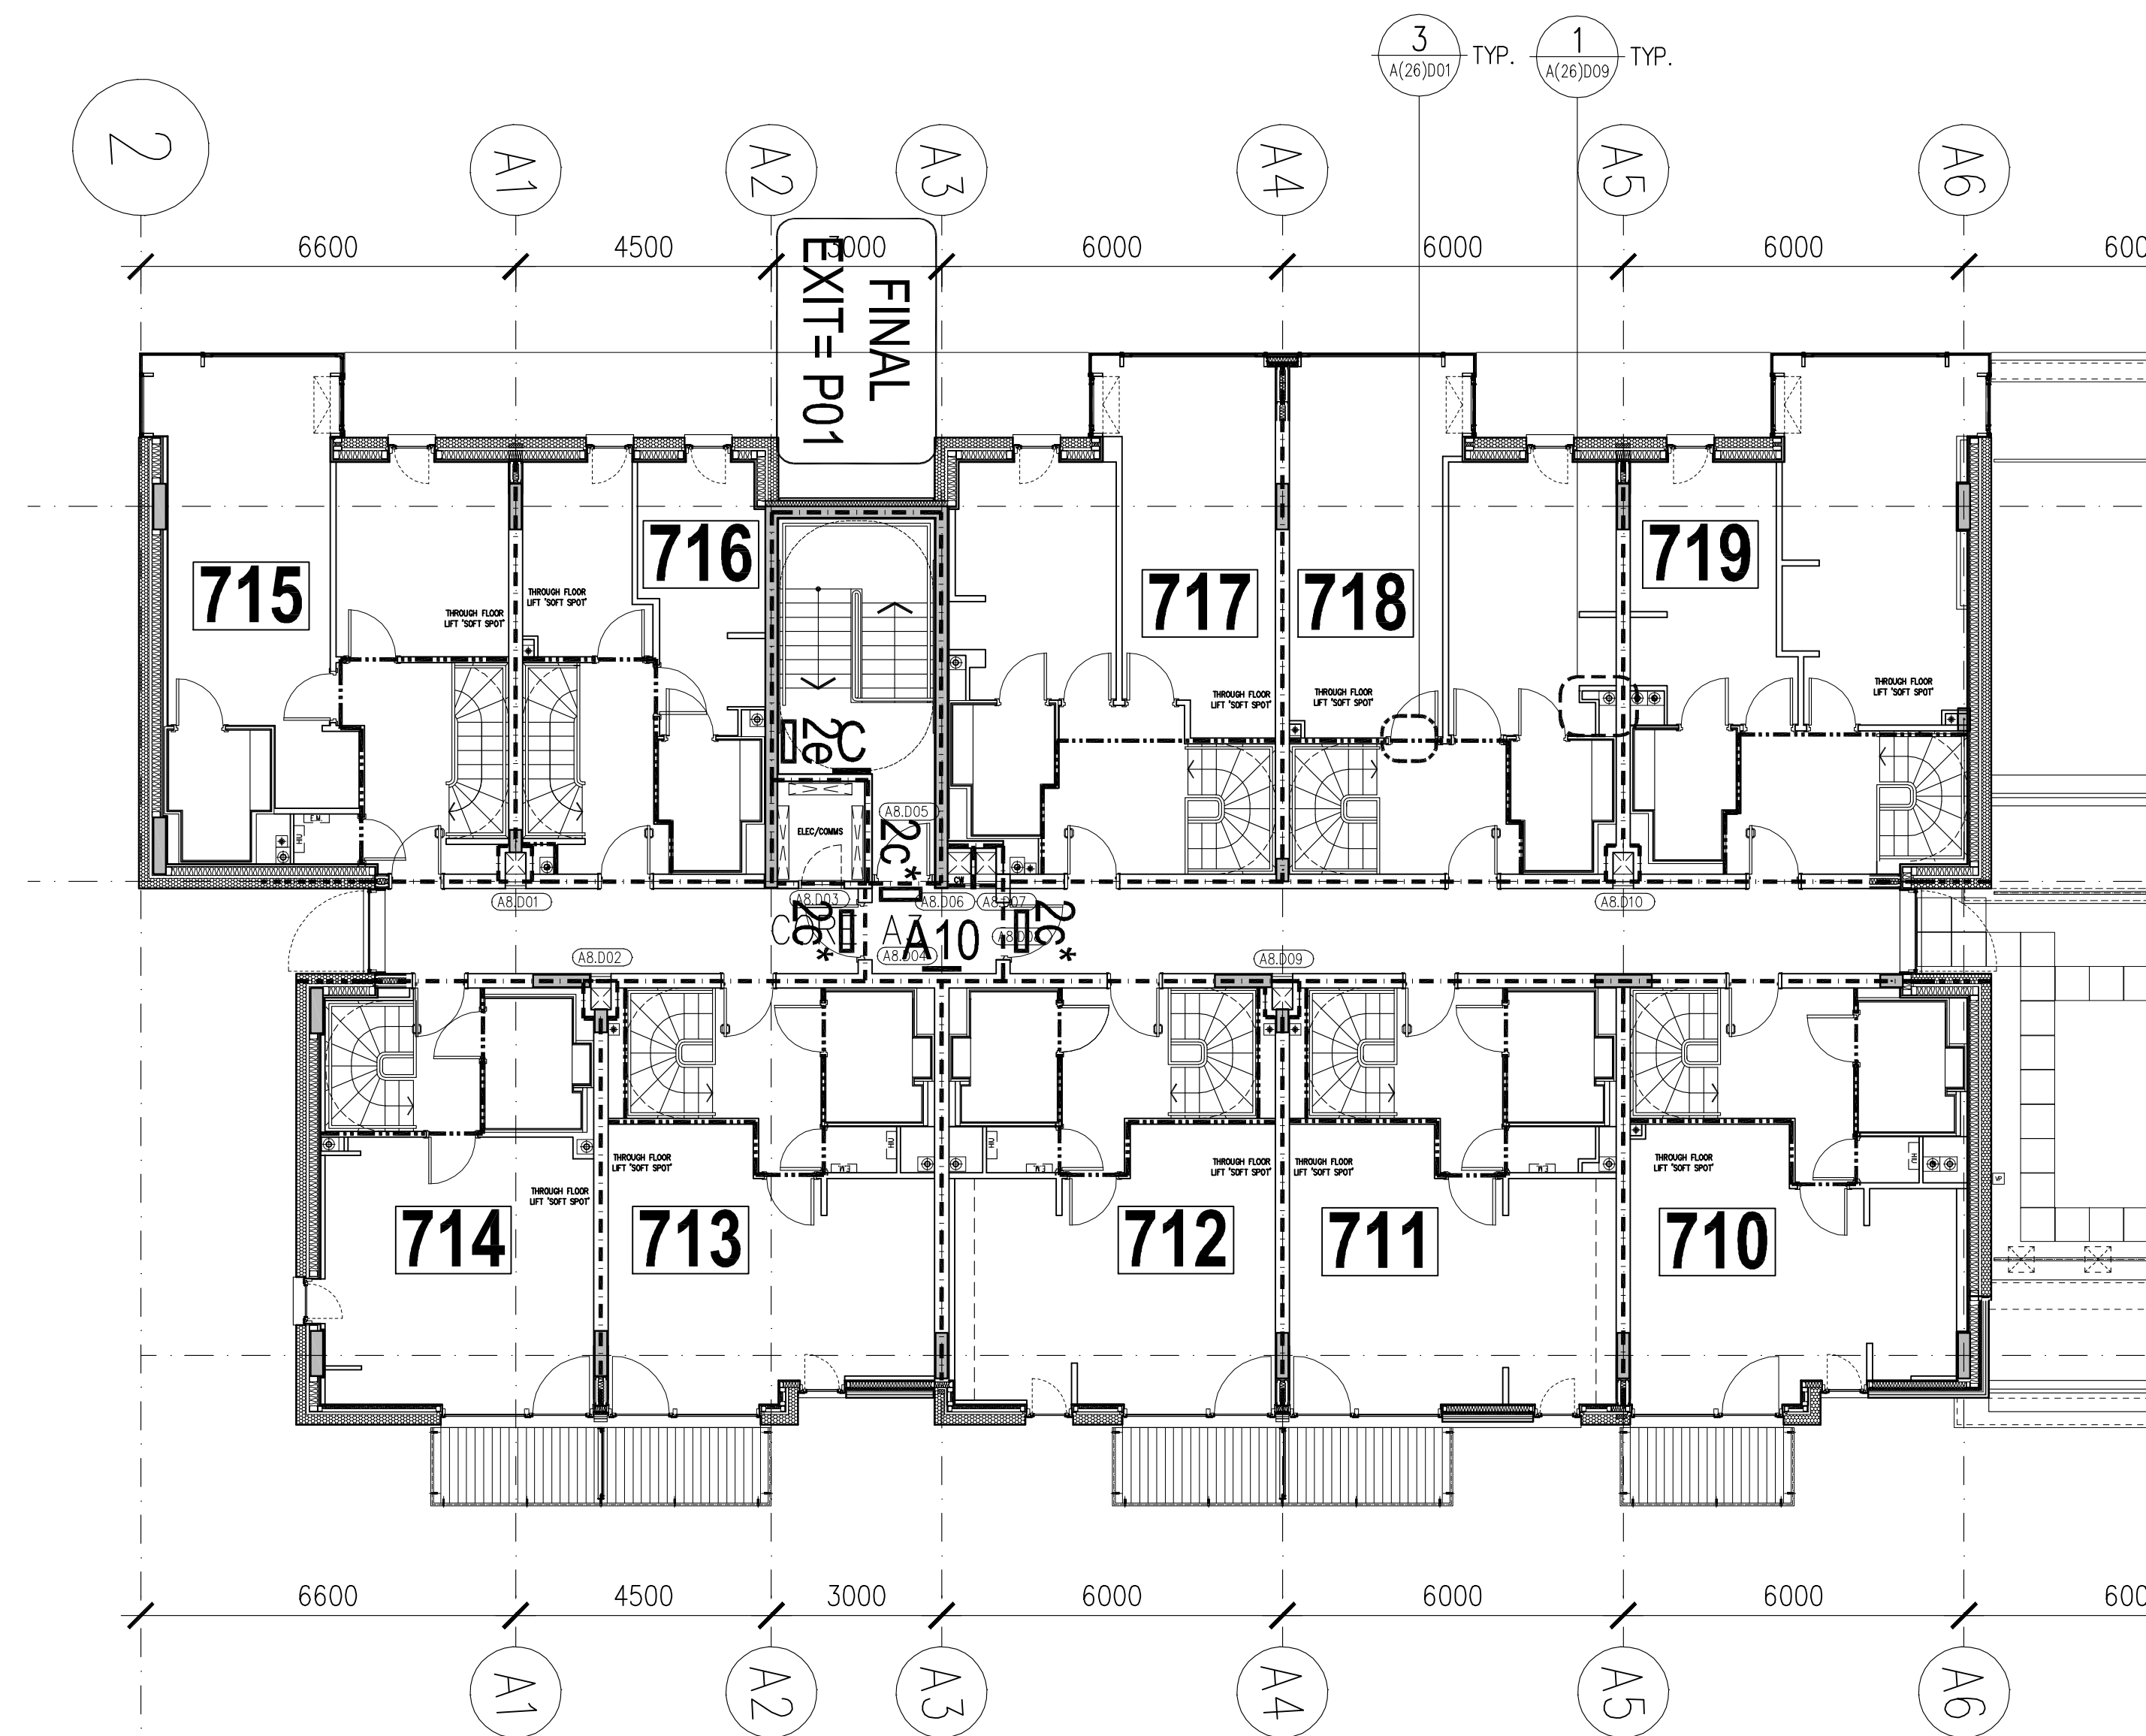 3
A(26)D01
TYP.
1
A(26)D09
TYP.
2
A1
A2
A3
A4
A5
A6
6600
4500
3000
6000
6000
6000
FINAL
EXIT= P01
715
716
717
718
719
THROUGH FLOOR
LIFT 'SOFT SPOT'
THROUGH FLOOR
LIFT 'SOFT SPOT'
THROUGH FLOOR
LIFT 'SOFT SPOT'
THROUGH FLOOR
LIFT 'SOFT SPOT'
THROUGH FLOOR
LIFT 'SOFT SPOT'
2e
C
E.M.
HIU
ELEC/COMMS
A8.D05
2c*
CW
A8.D01
A8.D03
A8.D06
A8.D07
A8.D10
2c*
A10
2c*
A8.D02
A8.D04
A8.D09
HIU
E.M.
HIU
E.M.
E.M.
HIU
THROUGH FLOOR
LIFT 'SOFT SPOT'
THROUGH FLOOR
LIFT 'SOFT SPOT'
THROUGH FLOOR
LIFT 'SOFT SPOT'
THROUGH FLOOR
LIFT 'SOFT SPOT'
THROUGH FLOOR
LIFT 'SOFT SPOT'
VP
714
713
712
711
710
6600
4500
3000
6000
6000
6000
A1
A2
A3
A4
A5
A6